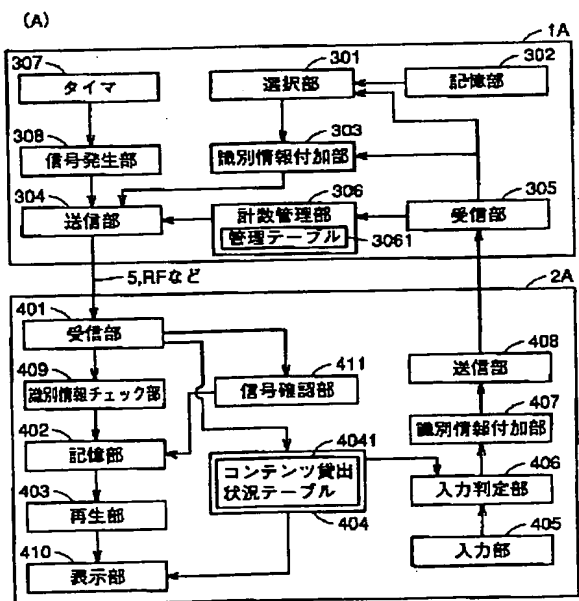 (A)
1A
307
タイマ
301
選択部
302
記憶部
308
信号発生部
303
識別情報付加部
304
送信部
306
計数管理部
管理テーブル
3061
305
受信部
5,RFなど
2A
401
受信部
409
識別情報チェック部
411
信号確認部
408
送信部
407
識別情報付加部
402
記憶部
4041
コンテンツ貸出
状況テーブル
404
406
入力判定部
403
再生部
405
入力部
410
表示部